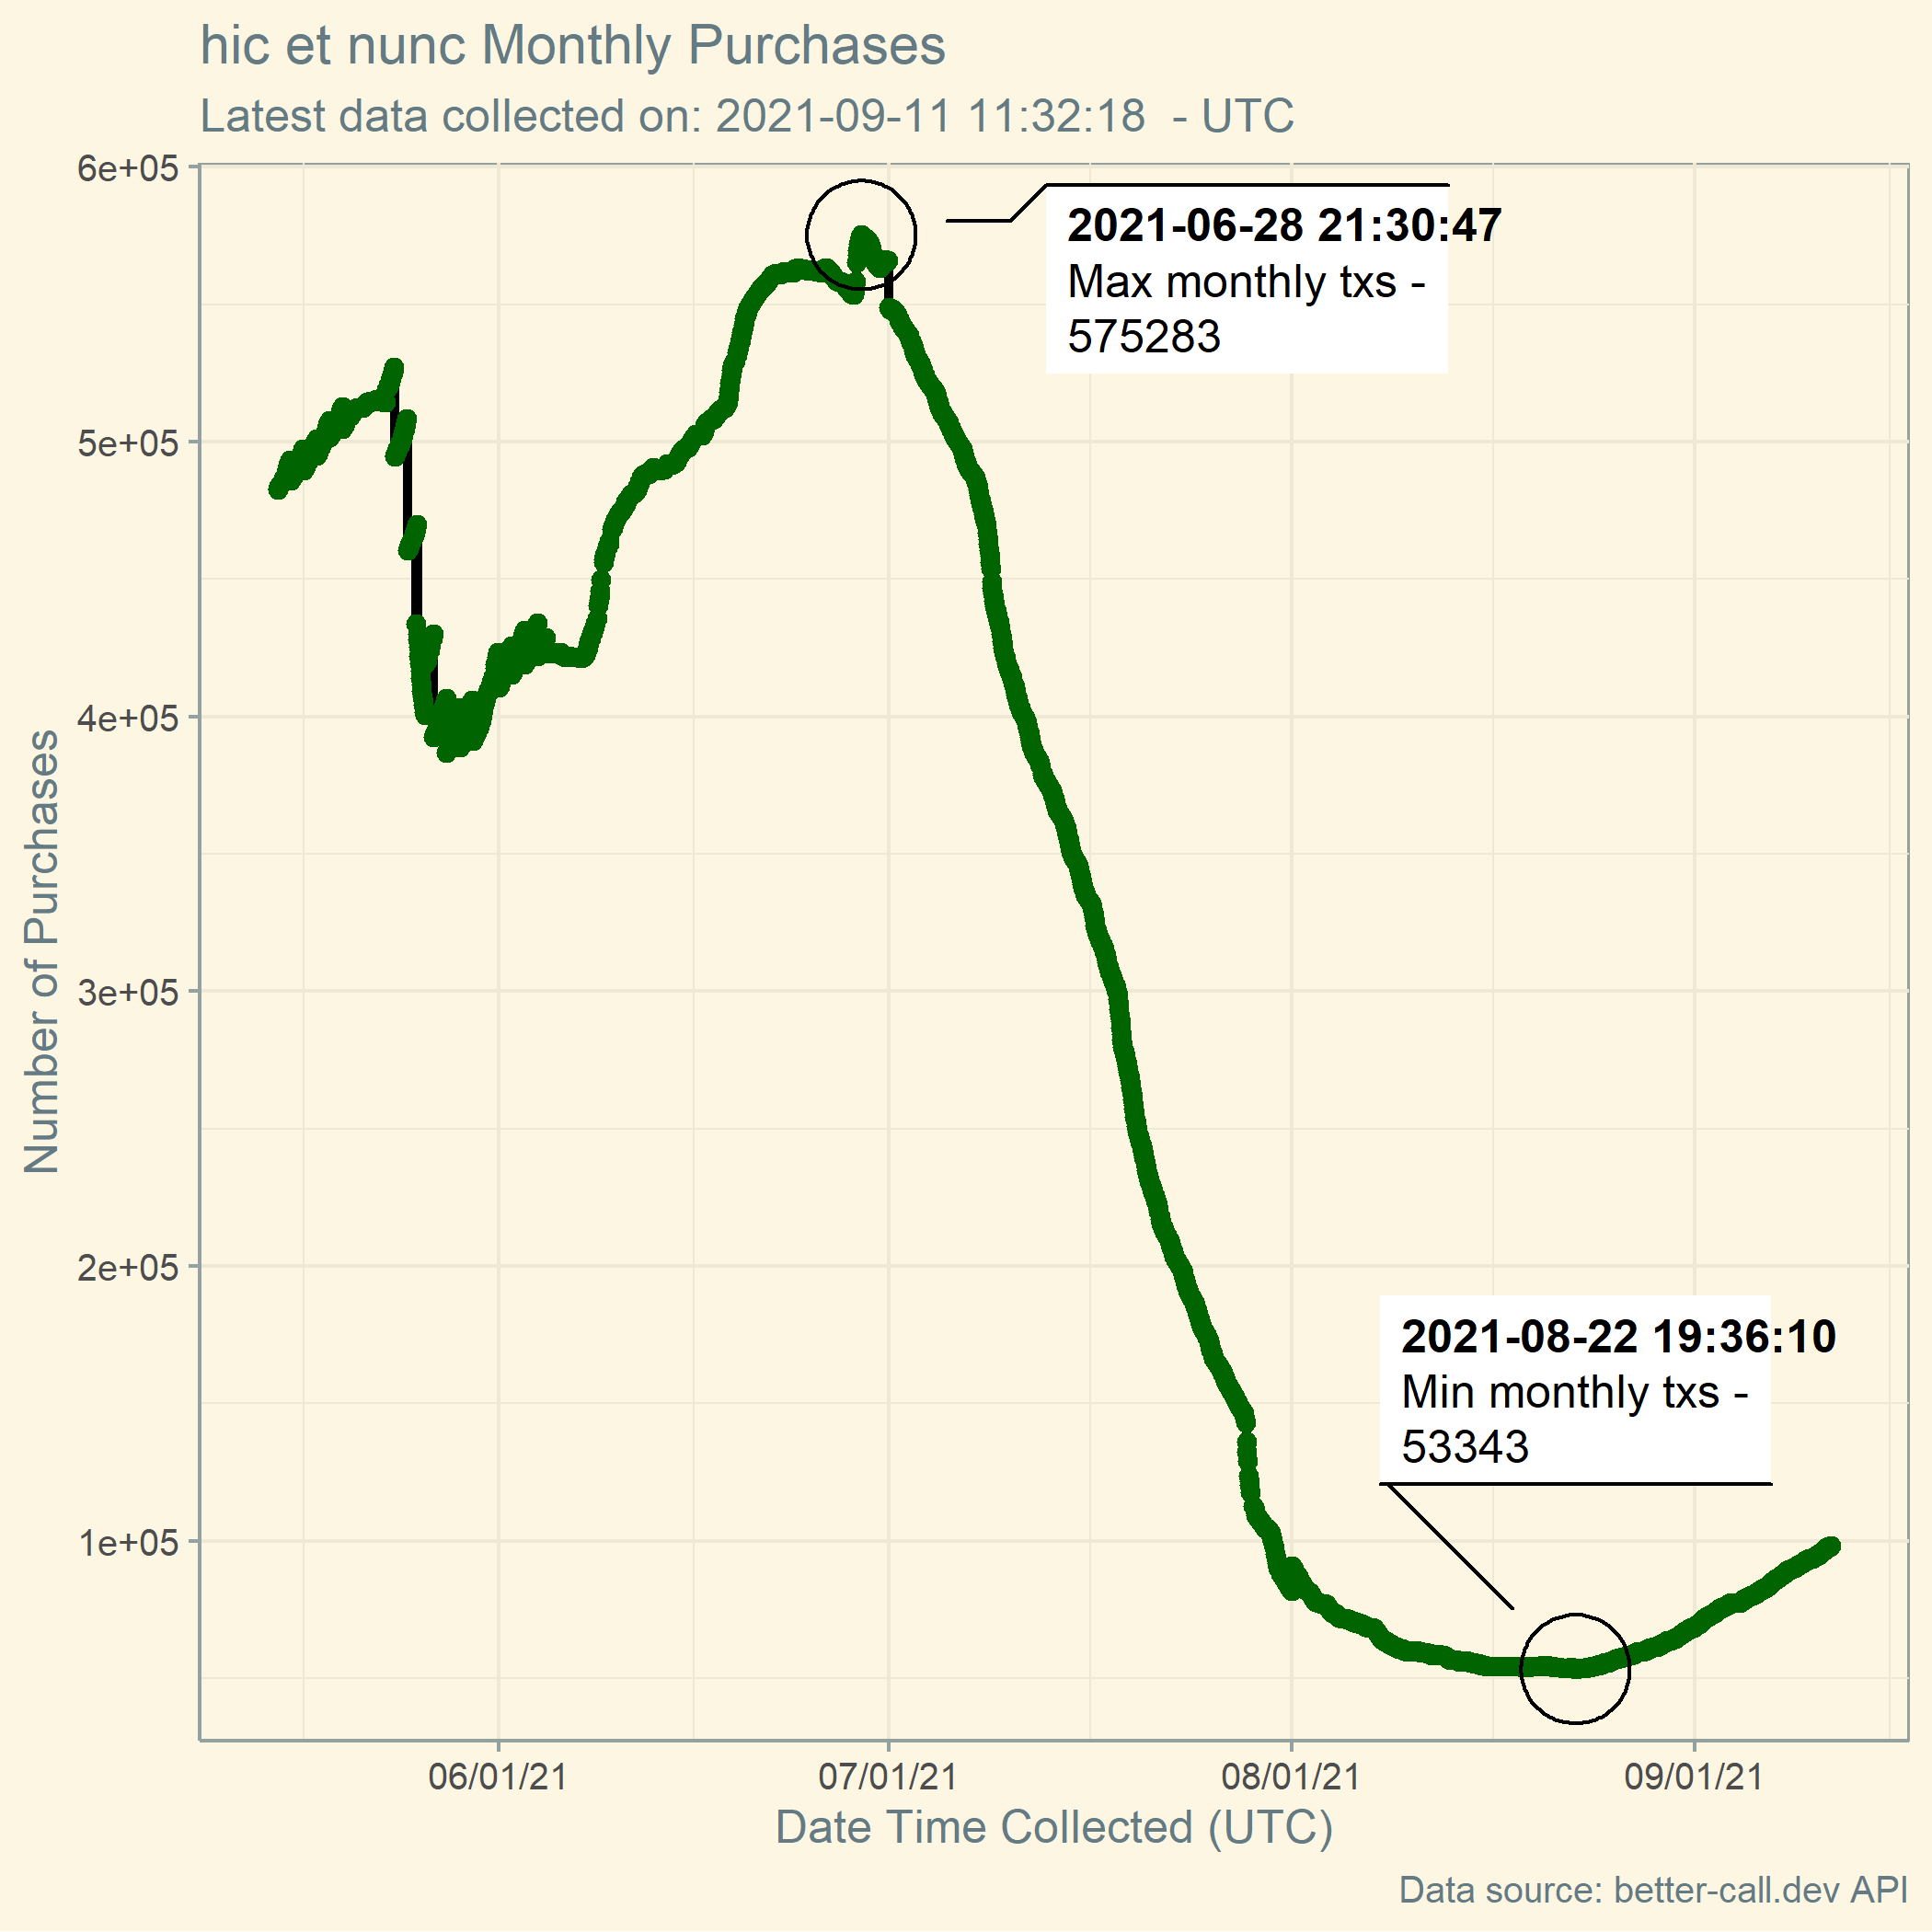 hic et nunc Monthly Purchases
Latest data collected on: 2021-09-11 11:32:18  - UTC
6e+05
5e+05
4e+05
3e+05
2e+05
1e+05
Number of Purchases
2021-06-28 21:30:47
Max monthly txs -
575283
2021-08-22 19:36:10
Min monthly txs -
53343
06/01/21
07/01/21
08/01/21
09/01/21
Date Time Collected (UTC)
Data source: better-call.dev API